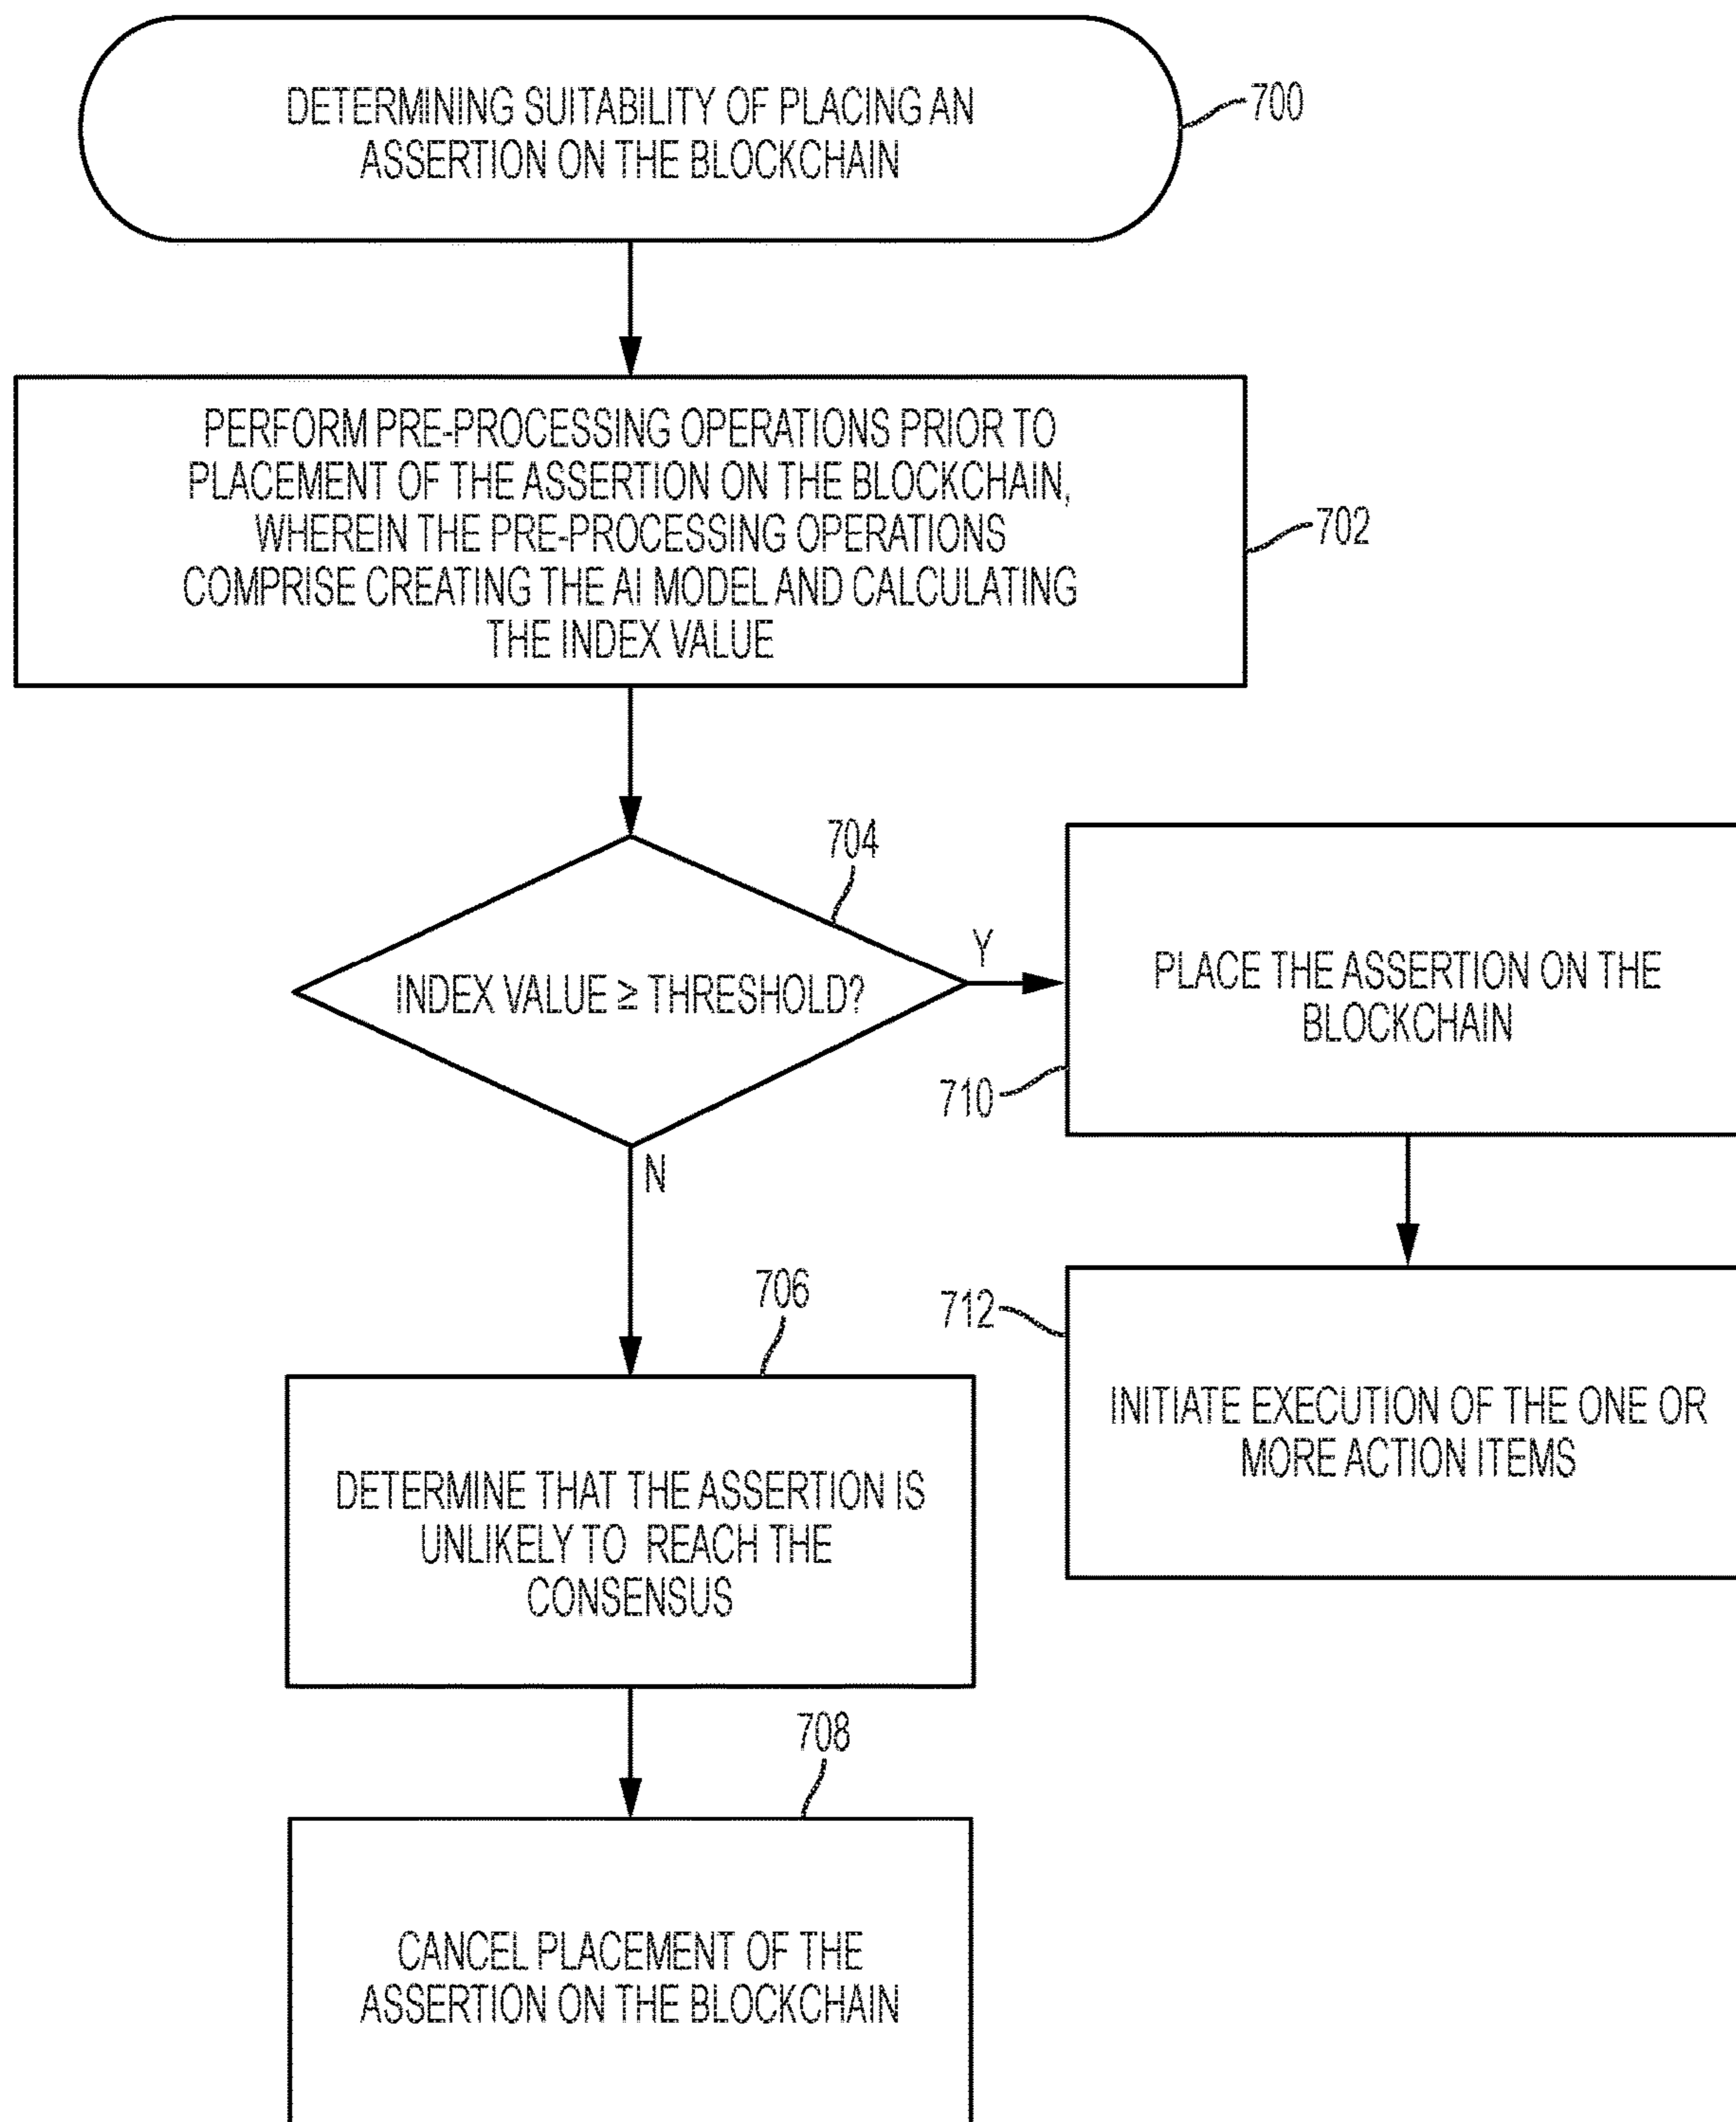 DETERMINING SUITABILITY OF PLACING AN
ASSERTION ON THE BLOCKCHAIN
700
PERFORM PRE-PROCESSING OPERATIONS PRIOR TO
PLACEMENT OF THE ASSERTION ON THE BLOCKCHAIN,
WHEREIN THE PRE-PROCESSING OPERATIONS
COMPRISE CREATING THE AI MODEL AND CALCULATING
THE INDEX VALUE
702
704
INDEX VALUE ≥ THRESHOLD?
Y
N
PLACE THE ASSERTION ON THE
BLOCKCHAIN
710
712
INITIATE EXECUTION OF THE ONE OR
MORE ACTION ITEMS
706
DETERMINE THAT THE ASSERTION IS
UNLIKELY TO REACH THE
CONSENSUS
708
CANCEL PLACEMENT OF THE
ASSERTION ON THE BLOCKCHAIN